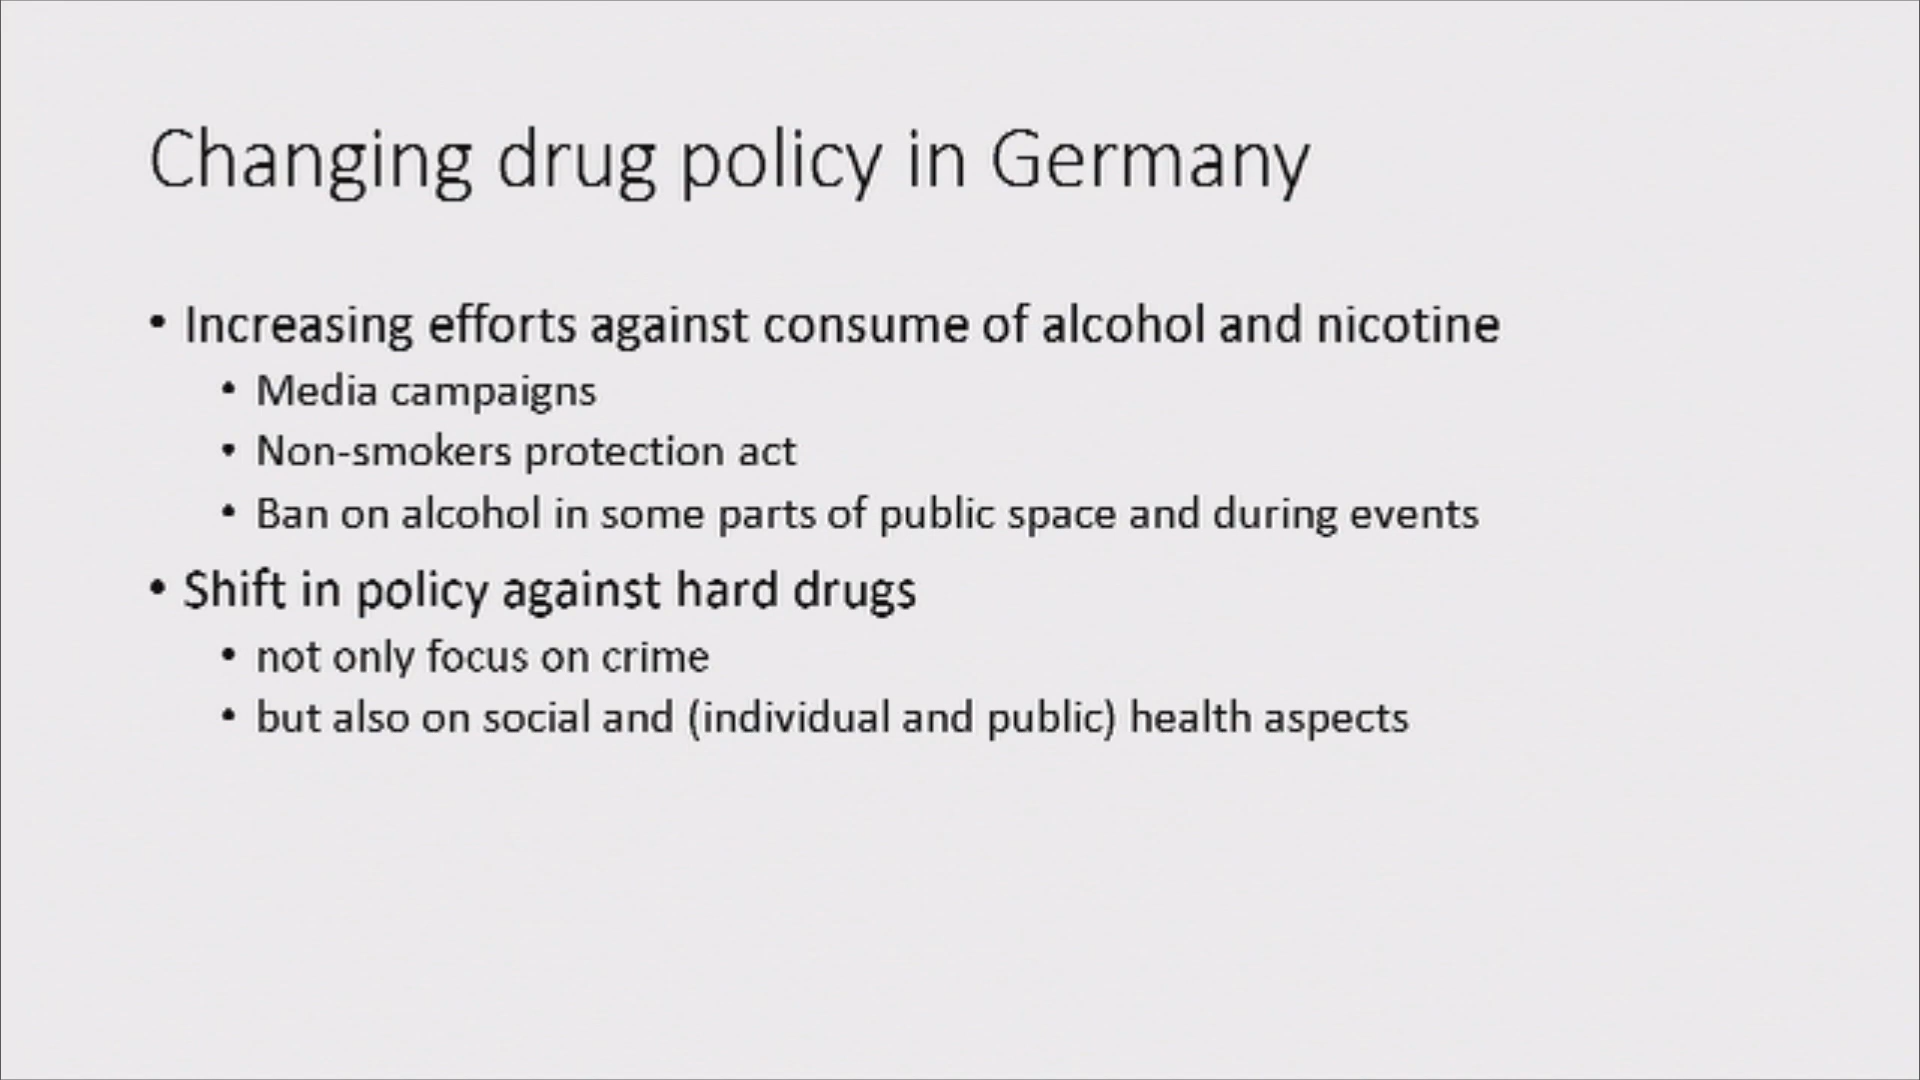 Changing drug policy in Germany
• Increasing efforts against consume of alcohol and nicotine
• Media campaigns
• Non-smokers protection act
• Ban on alcohol in some parts of public space and during events
• Shift in policy against hard drugs
• not only focus on crime
• but also on social and (individual and public) health aspects